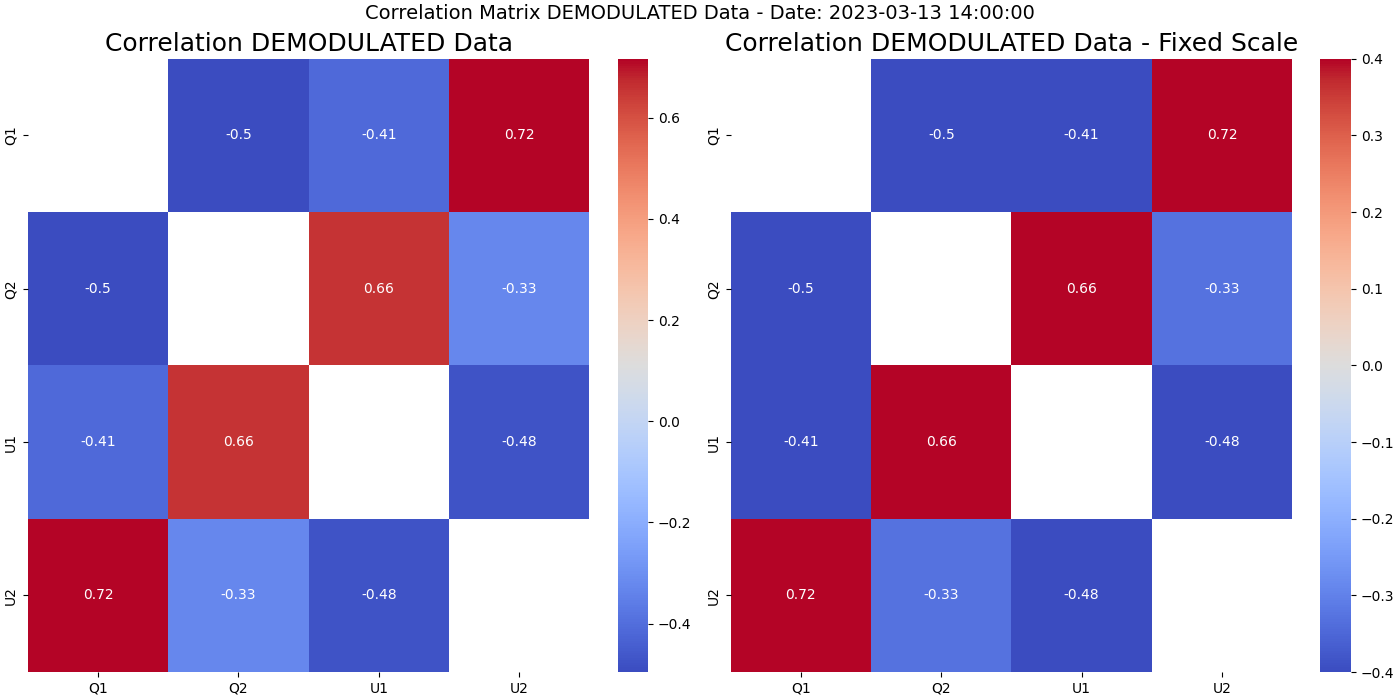 Correlation Matrix DEMODULATED Data - Date: 2023-03-13 14:00:00
Correlation DEMODULATED Data
Q1
-0.5
-0.41
0.72
Q2
-0.5
0.66
-0.33
U1
-0.41
0.66
-0.48
U2
0.72
-0.33
-0.48
Q1
Q2
U1
U2
0.6
0.4
0.2
0.0
−0.2
−0.4
Correlation DEMODULATED Data - Fixed Scale
Q1
-0.5
-0.41
0.72
Q2
-0.5
0.66
-0.33
U1
-0.41
0.66
-0.48
U2
0.72
-0.33
-0.48
Q1
Q2
U1
U2
0.4
0.3
0.2
0.1
0.0
−0.1
−0.2
−0.3
−0.4